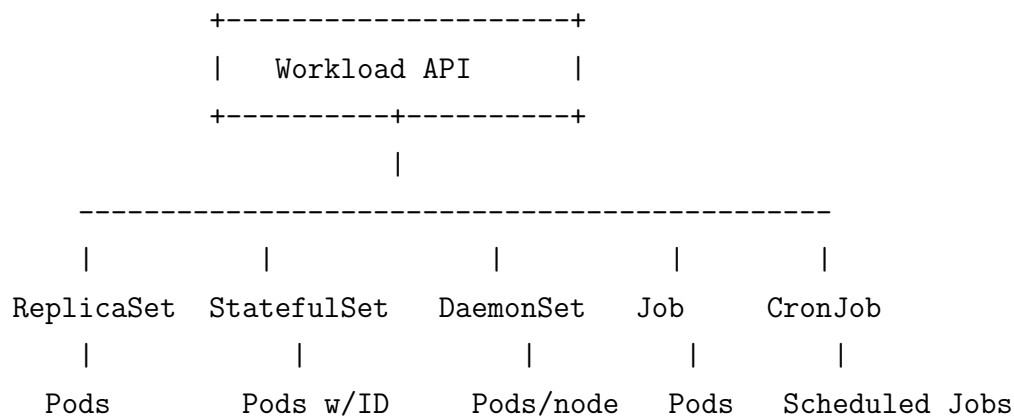 Workload API
ReplicaSet StatefulSet DaemonSet Job CronJob
Pods Pods w/ID Pods/node Pods Scheduled Jobs